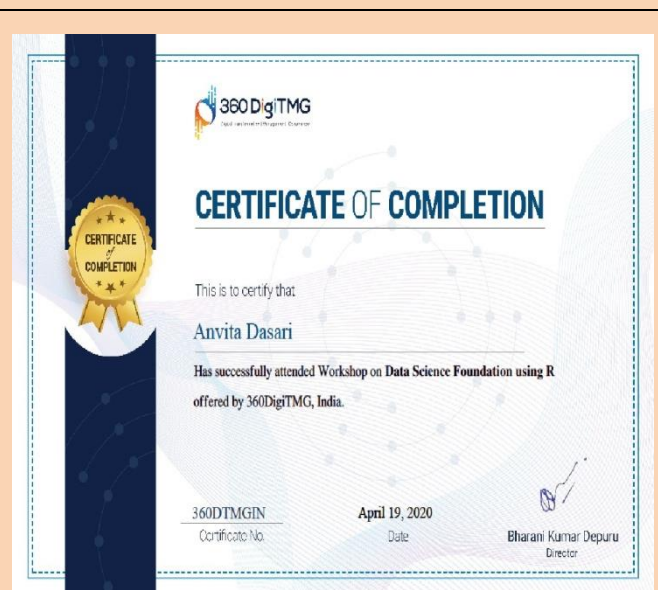 360DigiTMG
CERTIFICATE OF COMPLETION
CERTIFICATE
of
COMPLETION
This is to certify that
Anvita Dasari
Has successfully attended Workshop on Data Science Foundation using R
offered by 360DigiTMG, India.
360DTMGIN
Certificate No.
April 19, 2020
Date
Bharani Kumar Depuru
Director